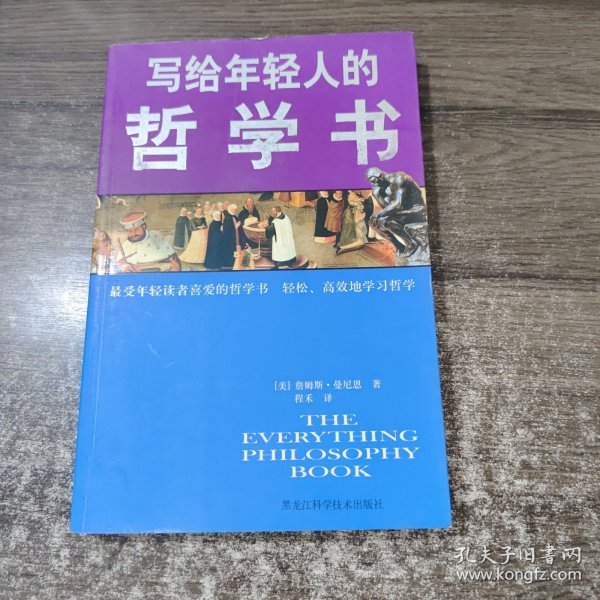 写给年轻人的
哲学书
最受年轻读者喜爱的哲学书 轻松、高效地学习哲学
[美] 詹姆斯·曼尼恩 著
程禾 译
THE
EVERYTHING
PHILOSOPHY
BOOK
黑龙江科学技术出版社
孔夫子旧书网
www.kongfz.com